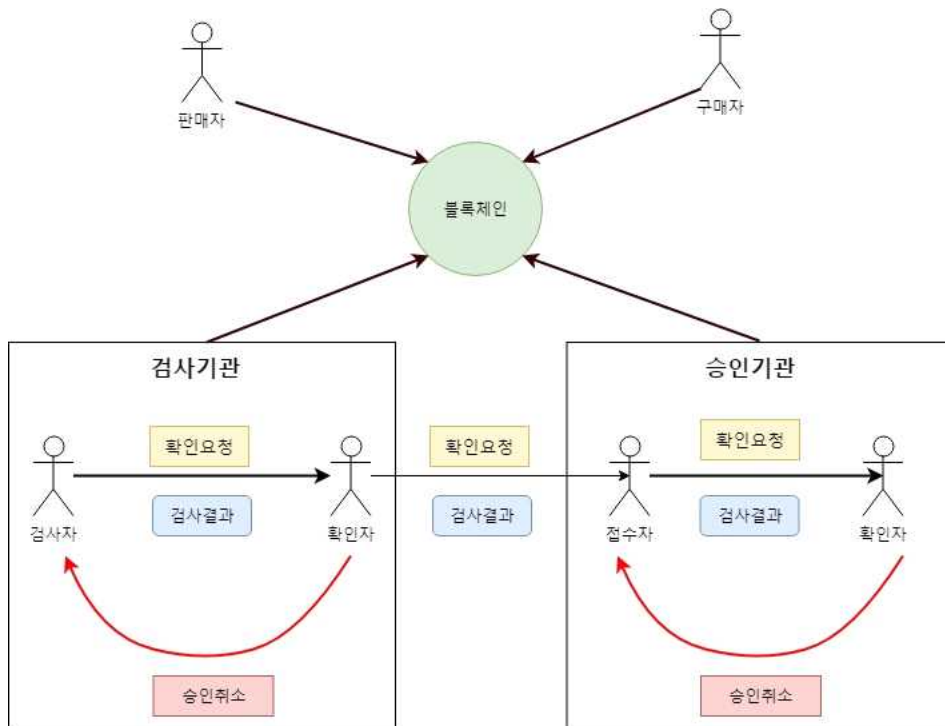 판매자
구매자
블록체인
검사기관
승인기관
확인요청
확인요청
확인요청
검사결과
검사결과
검사결과
검사자
확인자
접수자
확인자
승인취소
승인취소